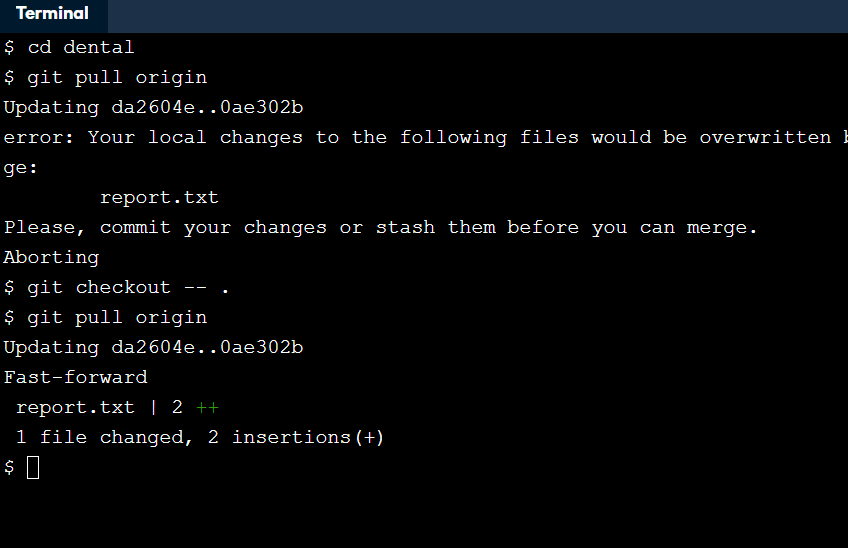 Terminal
$ cd dental
$ git pull origin
Updating da2604e..0ae302b
error: Your local changes to the following files would be overwritten
ge:
report.txt
Please, commit your changes or stash them before you can merge.
Aborting
$ git checkout -- .
$ git pull origin
Updating da2604e..0ae302b
Fast-forward
report.txt | 2 ++
1 file changed, 2 insertions(+)
$